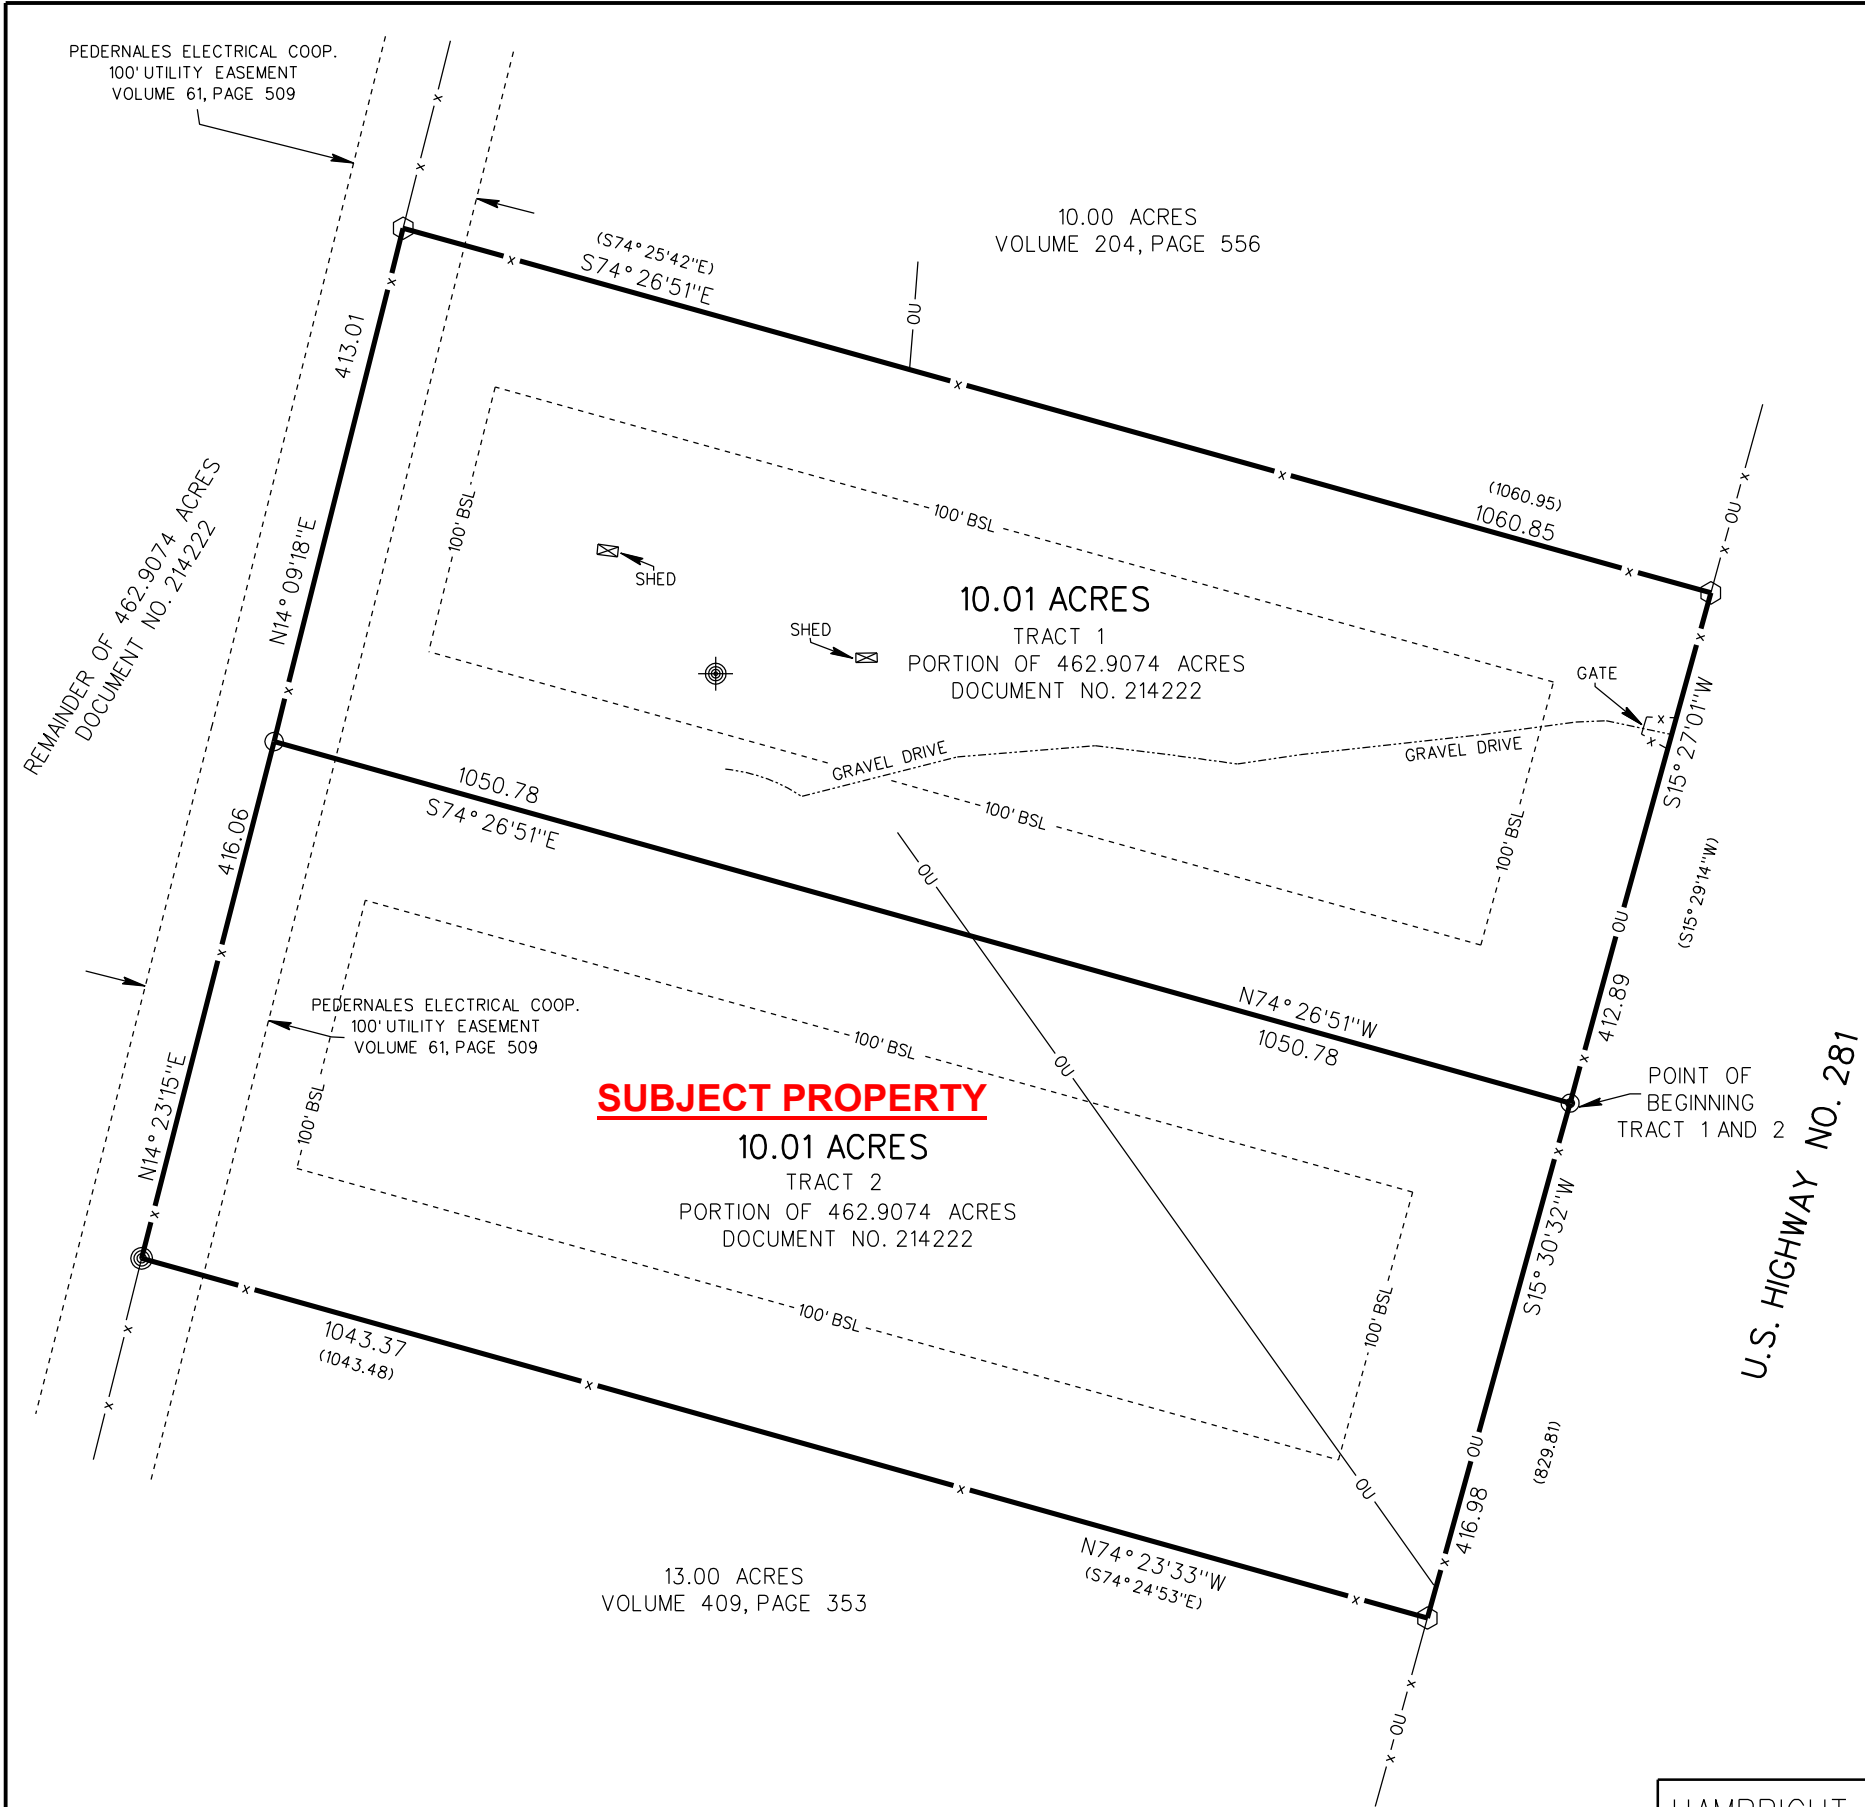 PEDERNALES ELECTRICAL COOP.
100' UTILITY EASEMENT
VOLUME 61, PAGE 509
10.00 ACRES
VOLUME 204, PAGE 556
(S74°25'42"E)
S74°26'51"E
OU
413.01
(1060.95)
1060.85
OU
100' BSL
100' BSL
N14°09'18"E
REMAINDER OF 462.9074 ACRES
DOCUMENT NO. 214222
SHED
SHED
10.01 ACRES
TRACT 1
PORTION OF 462.9074 ACRES
DOCUMENT NO. 214222
GATE
S15°27'01"W
GRAVEL DRIVE
GRAVEL DRIVE
1050.78
S74°26'51"E
100' BSL
100' BSL
416.06
OU
OU
(S15°29'14"W)
412.89
N74°26'51"W
1050.78
PEDERNALES ELECTRICAL COOP.
100' UTILITY EASEMENT
VOLUME 61, PAGE 509
100' BSL
OU
N14°23'15"E
100' BSL
SUBJECT PROPERTY
10.01 ACRES
TRACT 2
PORTION OF 462.9074 ACRES
DOCUMENT NO. 214222
POINT OF
BEGINNING
TRACT 1 AND 2
U.S. HIGHWAY NO. 281
S15°30'32"W
100' BSL
100' BSL
1043.37
(1043.48)
OU
OU
(829.81)
416.98
N74°23'33"W
(S74°24'53"E)
13.00 ACRES
VOLUME 409, PAGE 353
OU